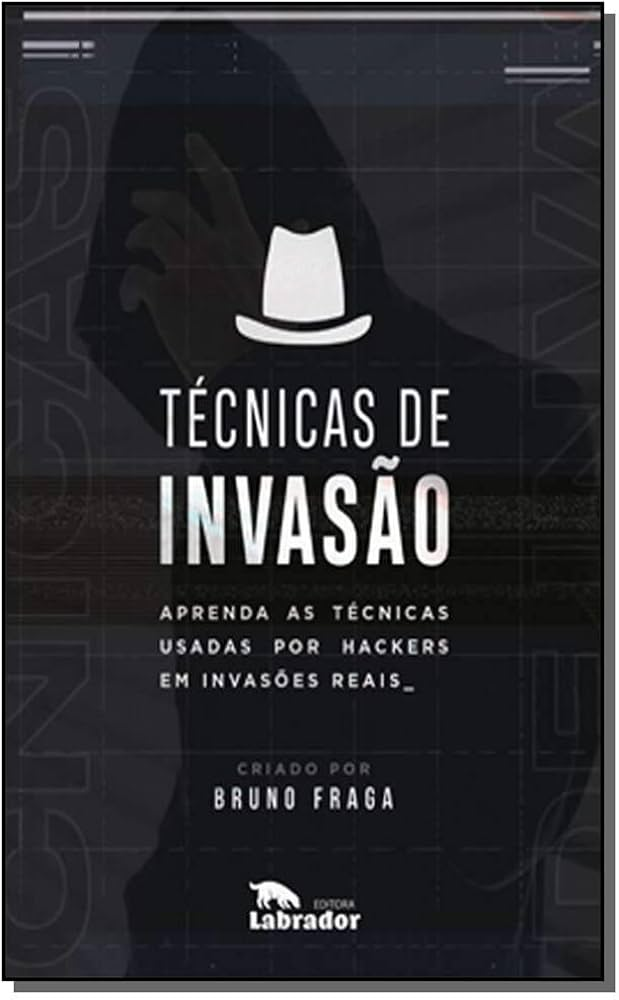 TÉCNICAS DE
INVASÃO
APRENDA AS TÉCNICAS
USADAS POR HACKERS
EM INVASÕES REAIS_
CRIADO POR
BRUNO FRAGA
EDITORA
Labrador